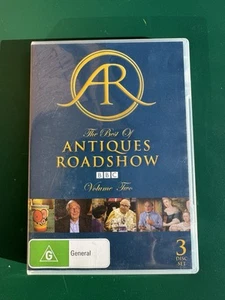 AR
The Best Of
ANTIQUES
ROADSHOW
BBC
Volume Two
G
General
3
DISC
SET